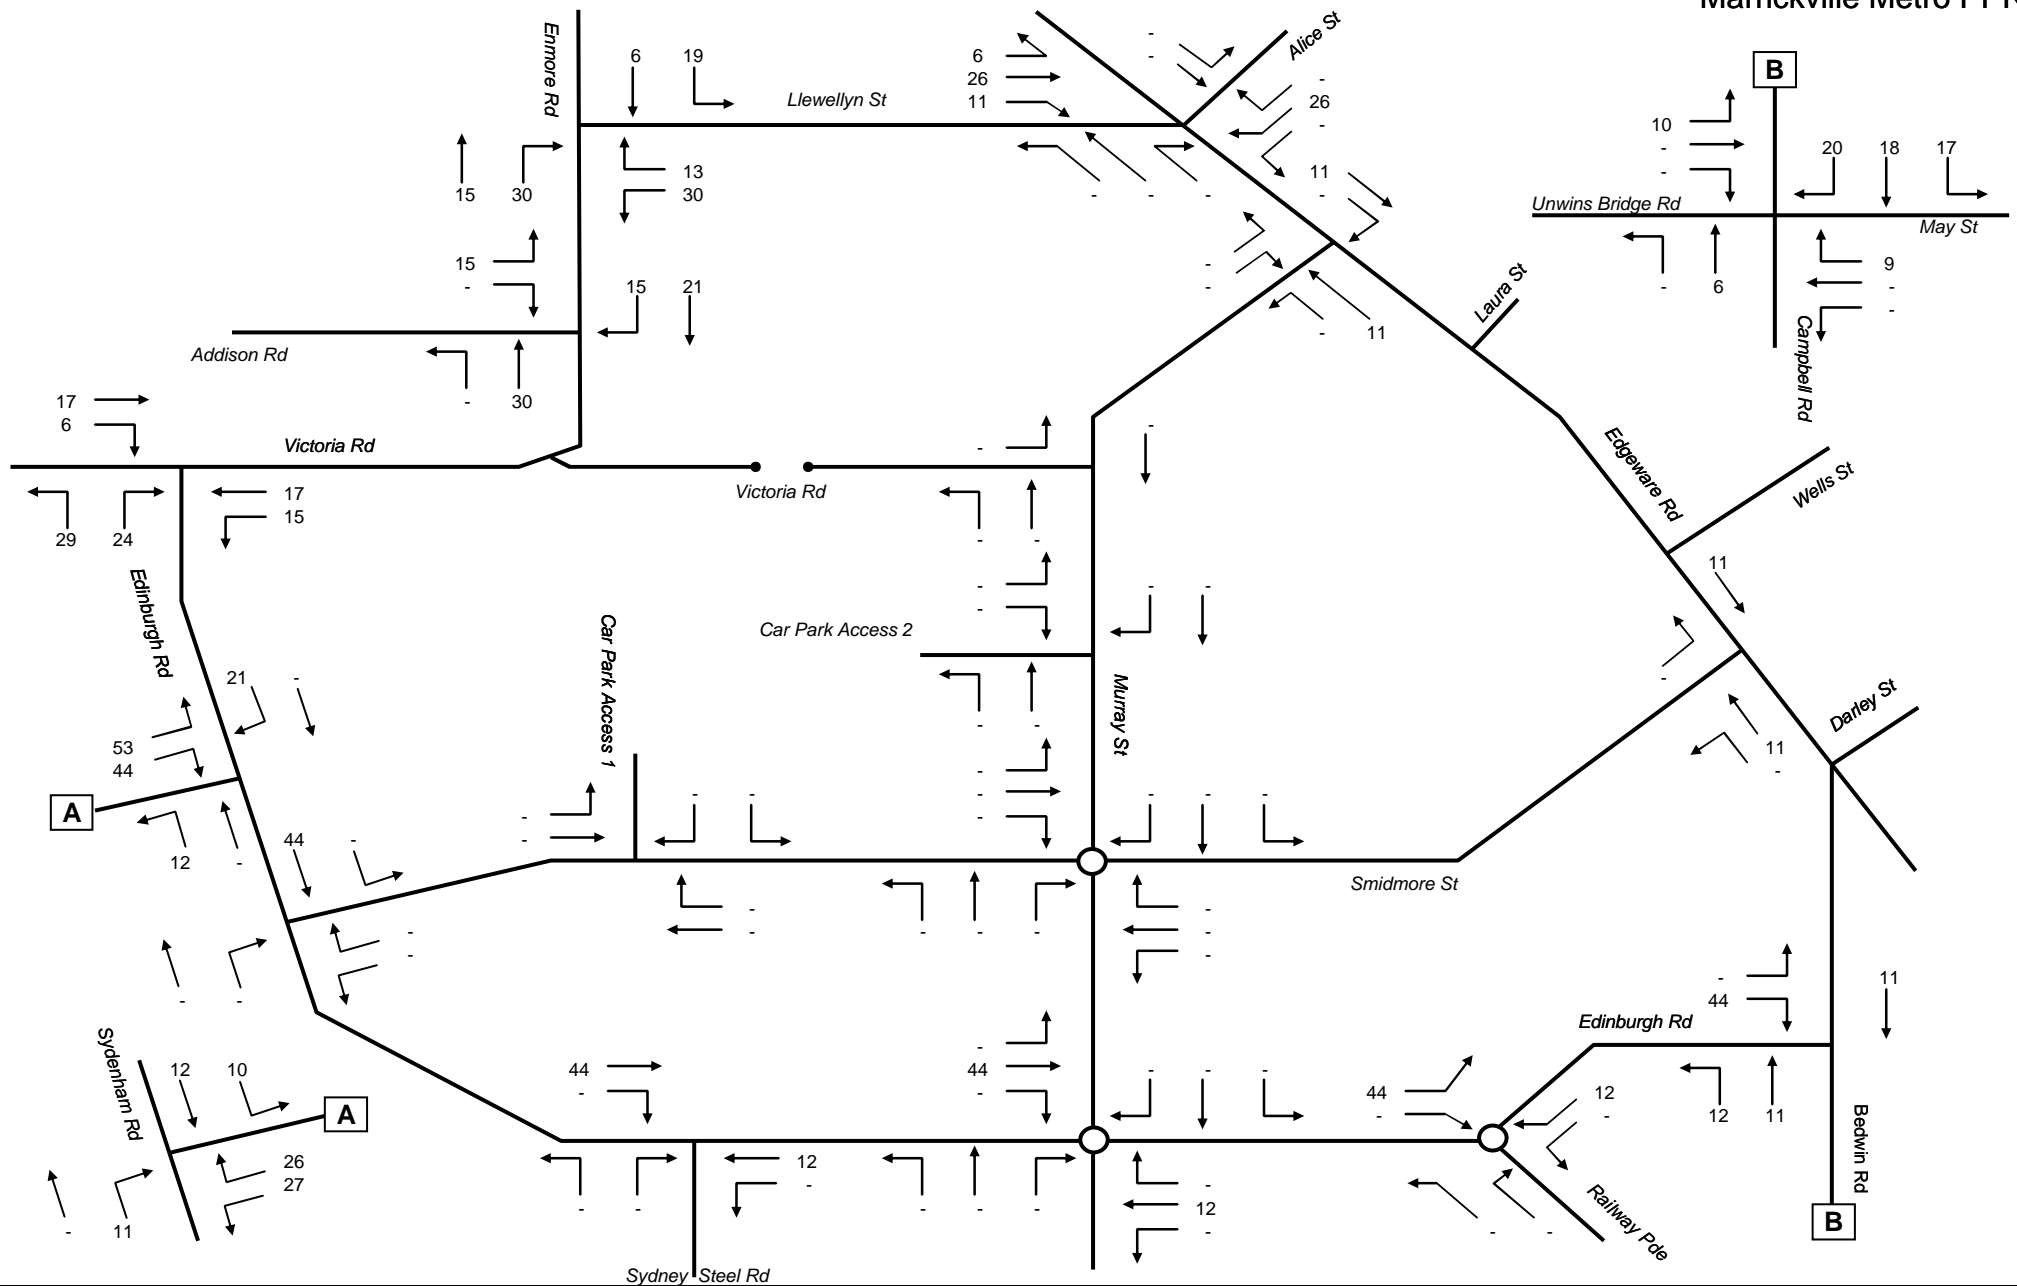 Marrickville Metro
Enmore Rd
6 19
Llewellyn St
6
26
11
-
-
Alice St
-
26
-
B
10
-
-
20 18 17
Unwins Bridge Rd
May St
15 30
13
30
- - -
11
-
- 6
9
-
-
Campbell Rd
15
-
15 21
-
-
- 11
Laura St
Addison Rd
- 30
17
6
Victoria Rd
-
-
Edgeware Rd
Wells St
29 24
17
15
Victoria Rd
- -
11
Edinburgh Rd
-
-
- -
Car Park Access 1
Car Park Access 2
Murray St
21 -
53
44
- -
-
11
-
Darley St
A
12 -
44 -
-
-
- -
-
-
-
- - -
Smidmore St
-
-
-
-
- - -
-
-
-
- -
Sydenham Rd
12 10
A
26
27
- 11
44
-
-
44
-
- - -
44
-
12
-
Edinburgh Rd
-
44
11
12 11
Bedwin Rd
- -
12
-
- - -
-
12
-
- -
Railway Pde
B
Sydney Steel Rd